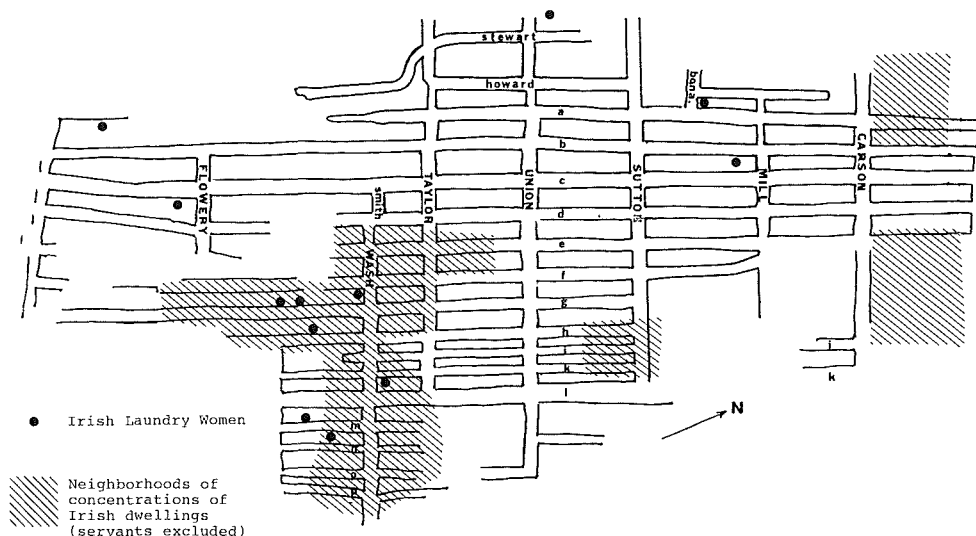 stewart
howard
bana.
a
b
c
d
e
f
g
h
i
k
l
FLOWERY
smith
TAYLOR
UNION
SUTTON
MILL
CARSON
WASH
j
k
m
n
o
p
N
Irish Laundry Women
Neighborhoods of
concentrations of
Irish dwellings
(servants excluded)